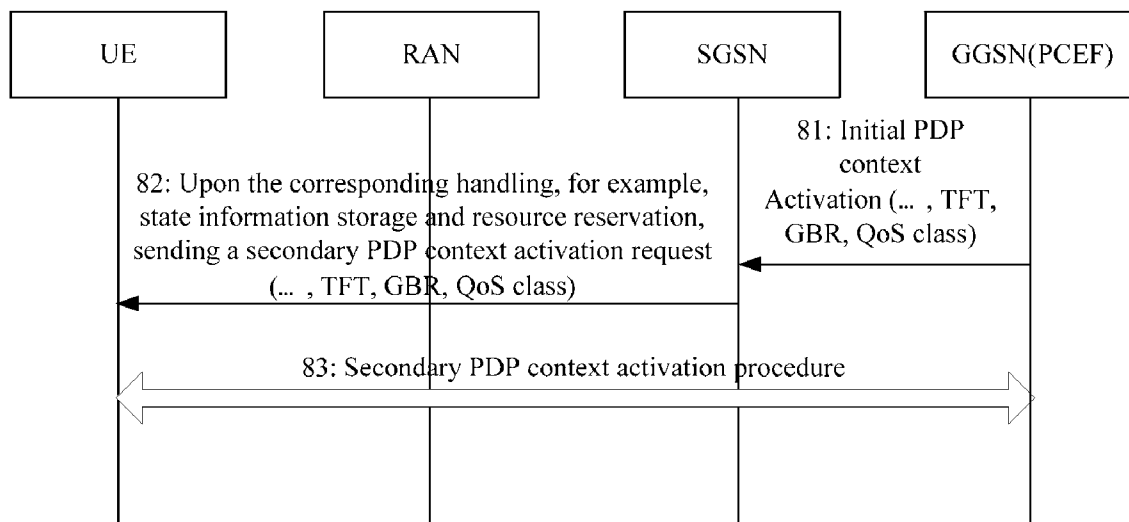 UE
RAN
SGSN
GGSN(PCEF)
81: Initial PDP
context
Activation (... , TFT,
GBR, QoS class)
82: Upon the corresponding handling, for example,
state information storage and resource reservation,
sending a secondary PDP context activation request
(... , TFT, GBR, QoS class)
83: Secondary PDP context activation procedure